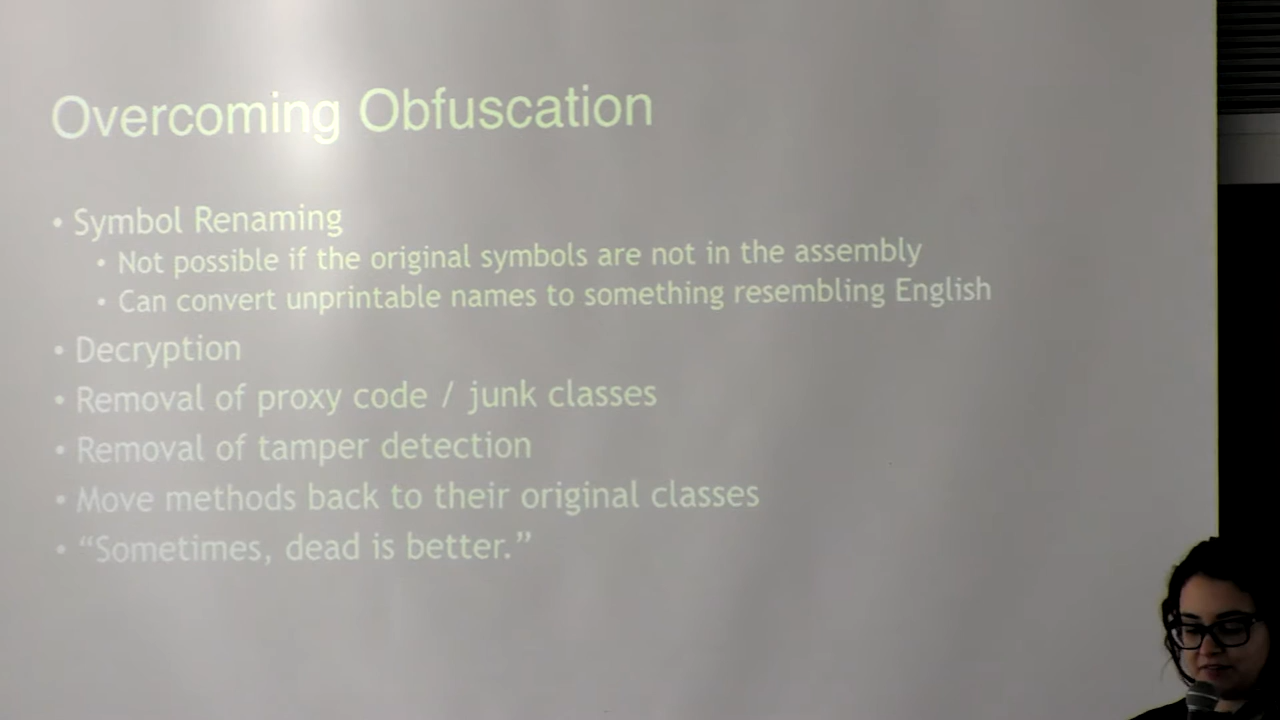 Overcoming Obfuscation
• Symbol Renaming
• Not possible if the original symbols are not in the assembly
• Can convert unprintable names to something resembling English
• Decryption
• Removal of proxy code / junk classes
• Removal of tamper detection
• Move methods back to their original classes
• “Sometimes, dead is better.”